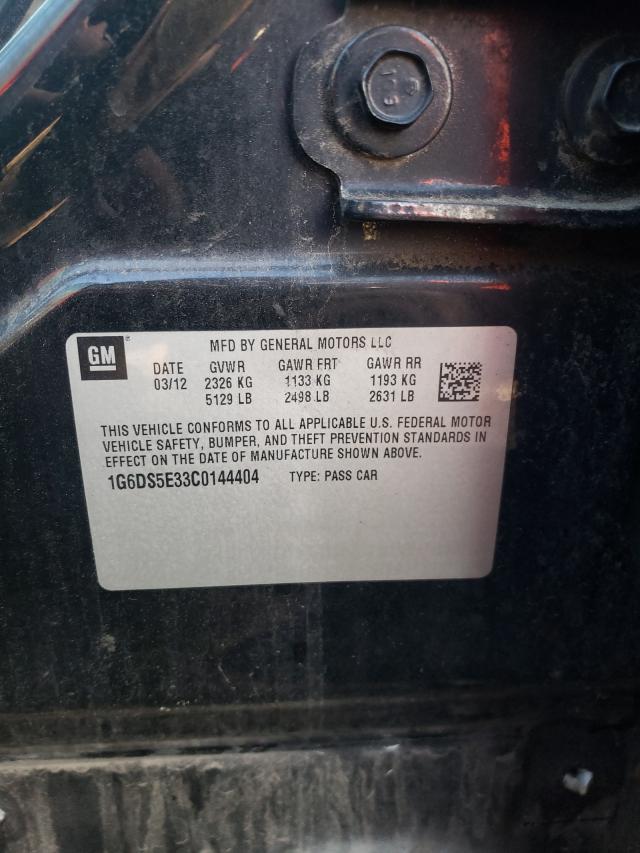 GM
MFD BY GENERAL MOTORS LLC
DATE GVWR GAWR FRT GAWR RR
03/12 2326 KG 1133 KG 1193 KG
5129 LB 2498 LB 2631 LB
THIS VEHICLE CONFORMS TO ALL APPLICABLE U.S. FEDERAL MOTOR
VEHICLE SAFETY, BUMPER, AND THEFT PREVENTION STANDARDS IN
EFFECT ON THE DATE OF MANUFACTURE SHOWN ABOVE.
1G6DS5E33C0144404 TYPE: PASS CAR